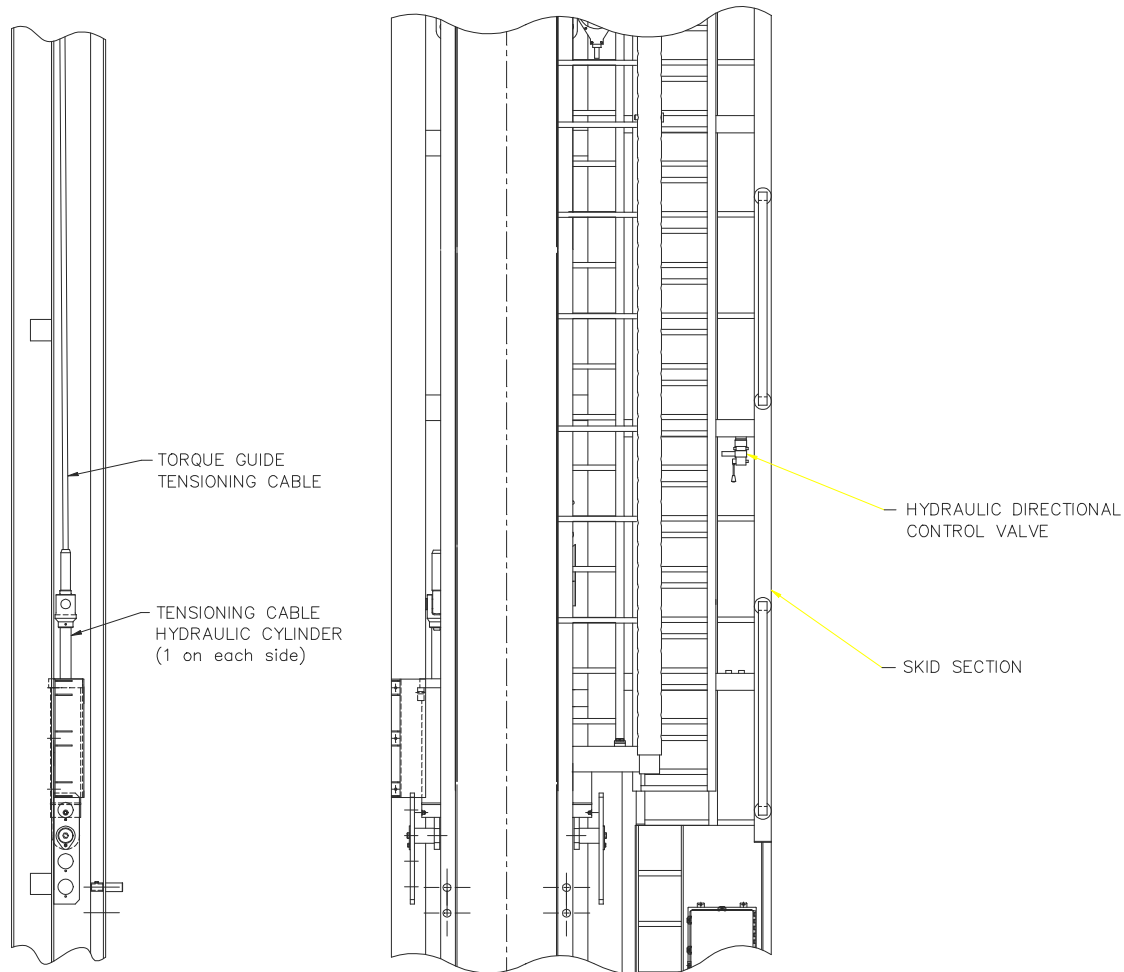 TORQUE GUIDE
TENSIONING CABLE
TENSIONING CABLE
HYDRAULIC CYLINDER
(1 on each side)
HYDRAULIC DIRECTIONAL
CONTROL VALVE
SKID SECTION